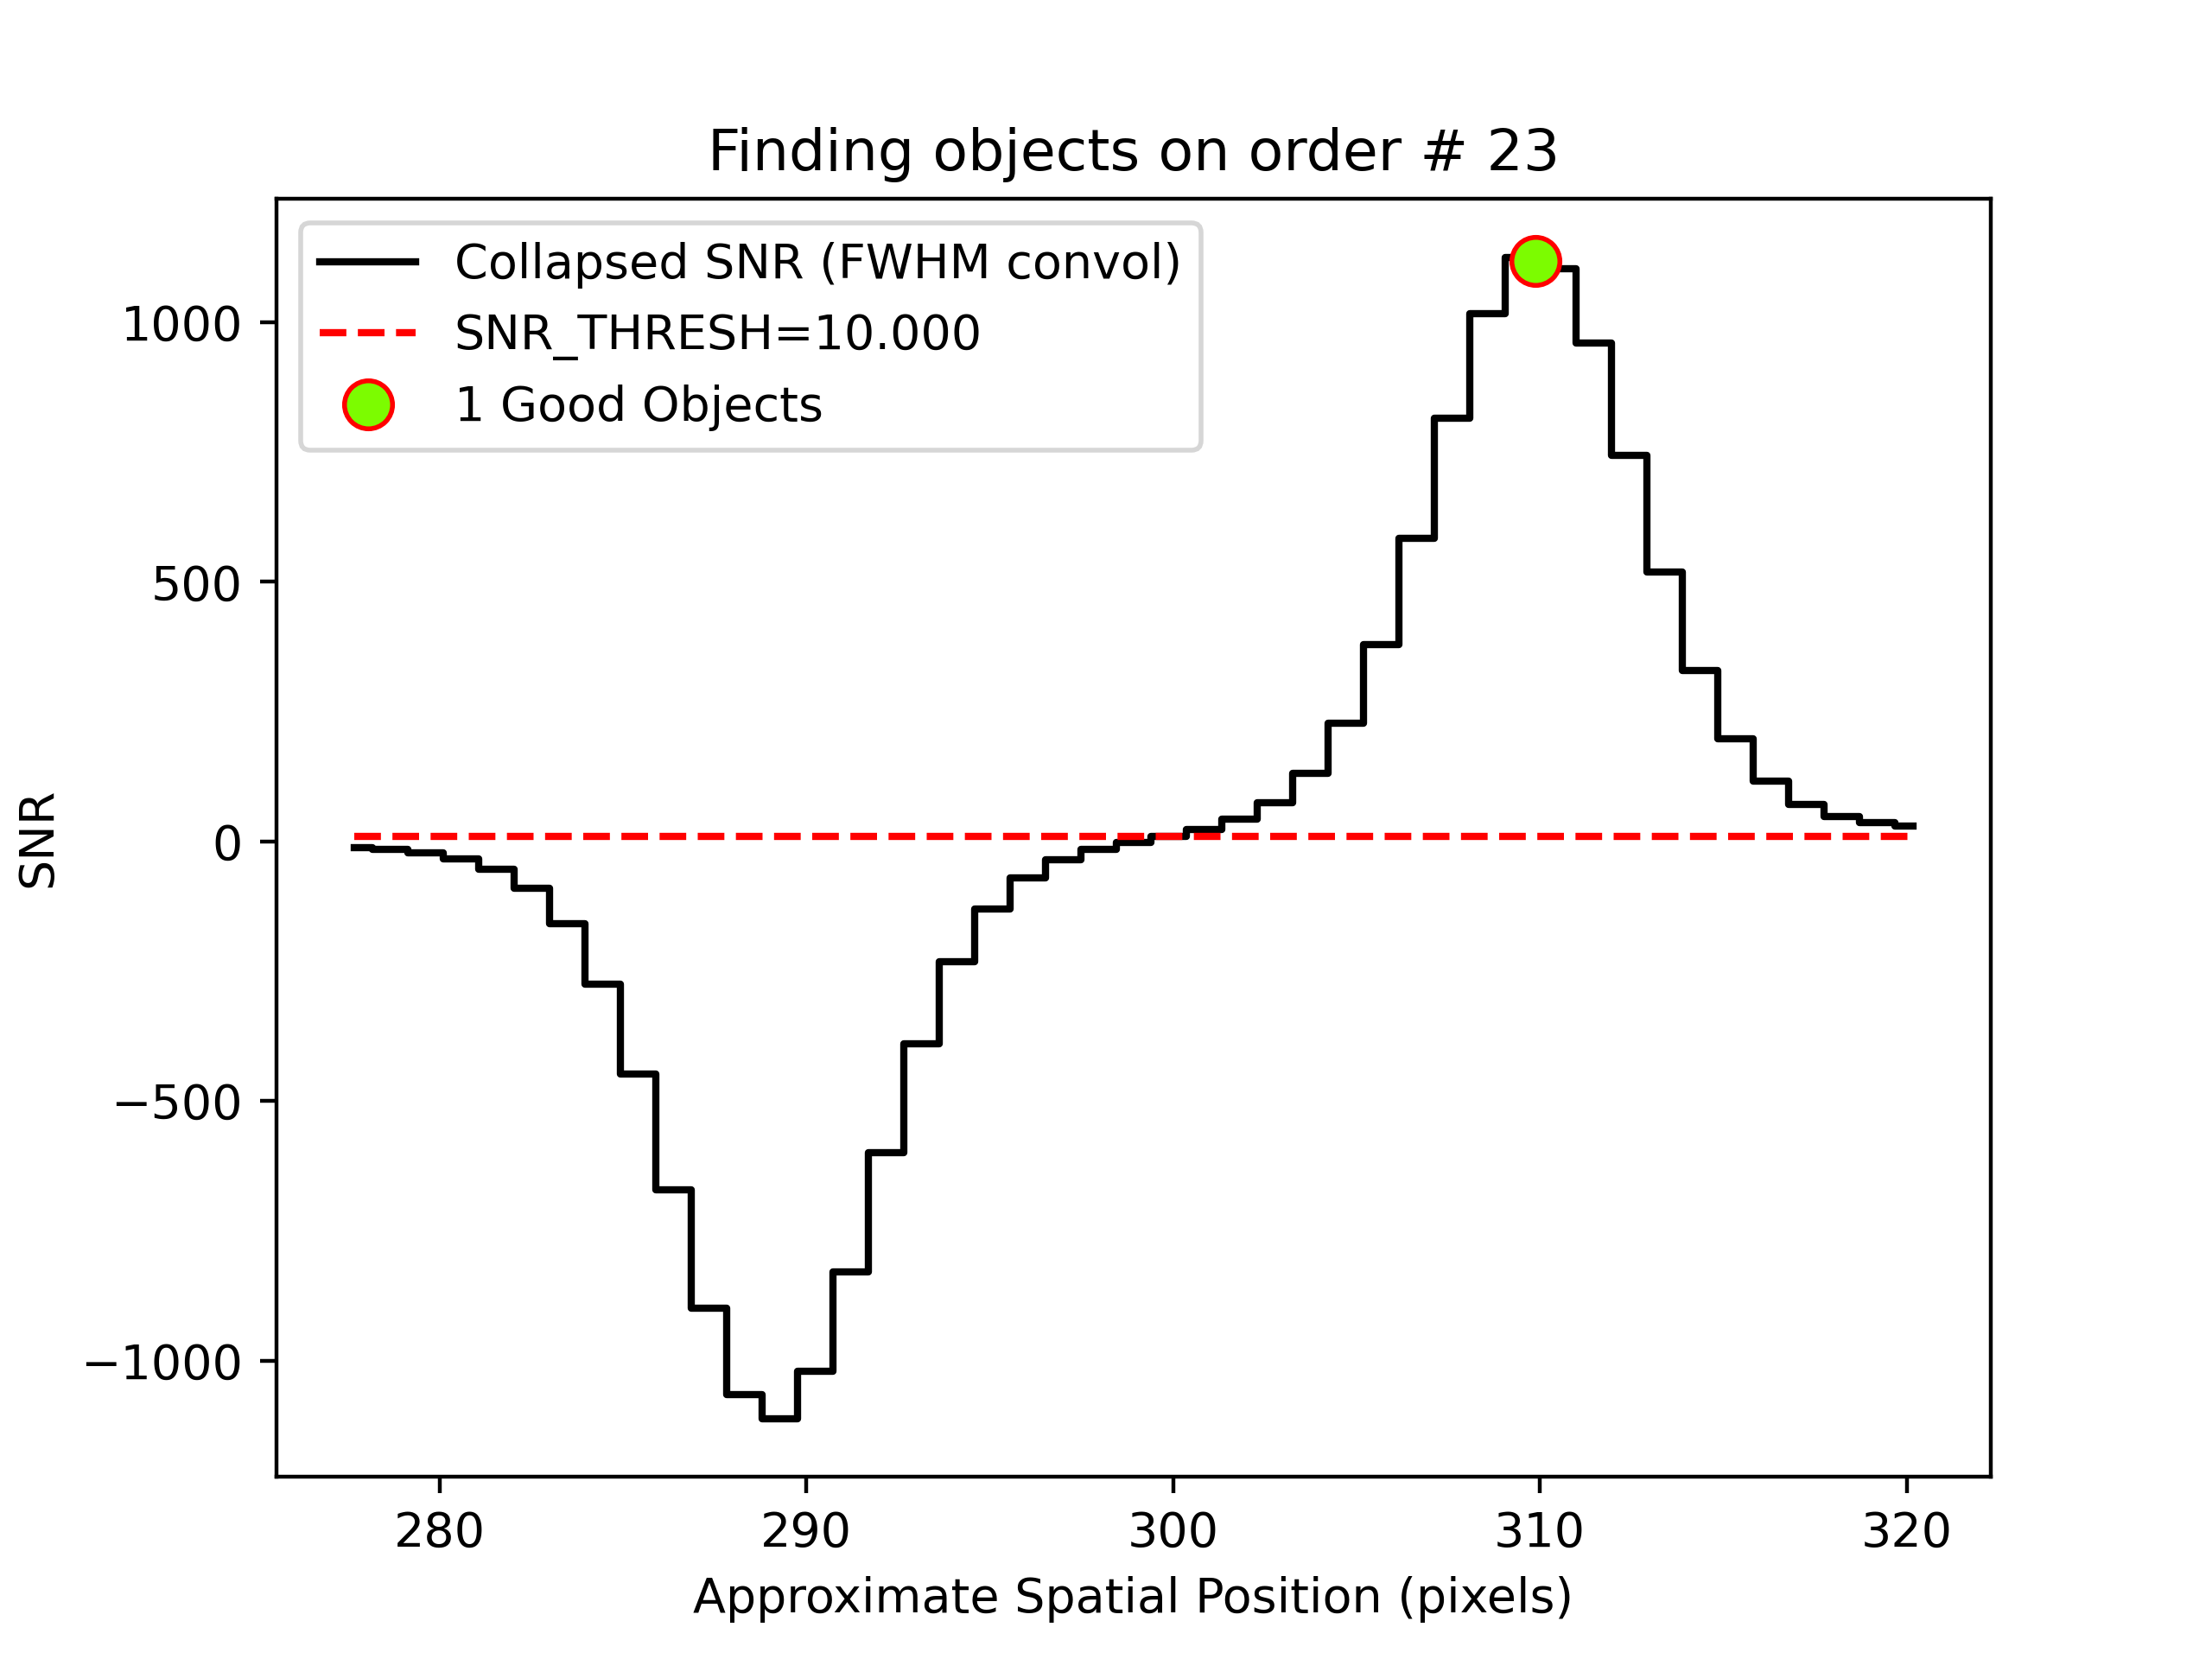 Finding objects on order # 23
Collapsed SNR (FWHM convol)
SNR_THRESH=10.000
1 Good Objects
1000
500
0
−500
−1000
SNR
280 290 300 310 320
Approximate Spatial Position (pixels)